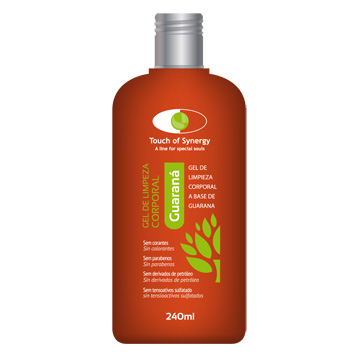 Touch of Synergy
A line for special souls
GEL DE LIMPEZA
CORPORAL
Guaraná
GEL DE
LIMPIEZA
CORPORAL
A BASE DE
GUARANA
Sem corantes
Sin colorantes
Sem parabenos
Sin parabenos
Sem derivados de petróleo
Sin derivados de petróleo
Sem tensoativos sulfatado
sin tensioactivos sulfatados
240ml